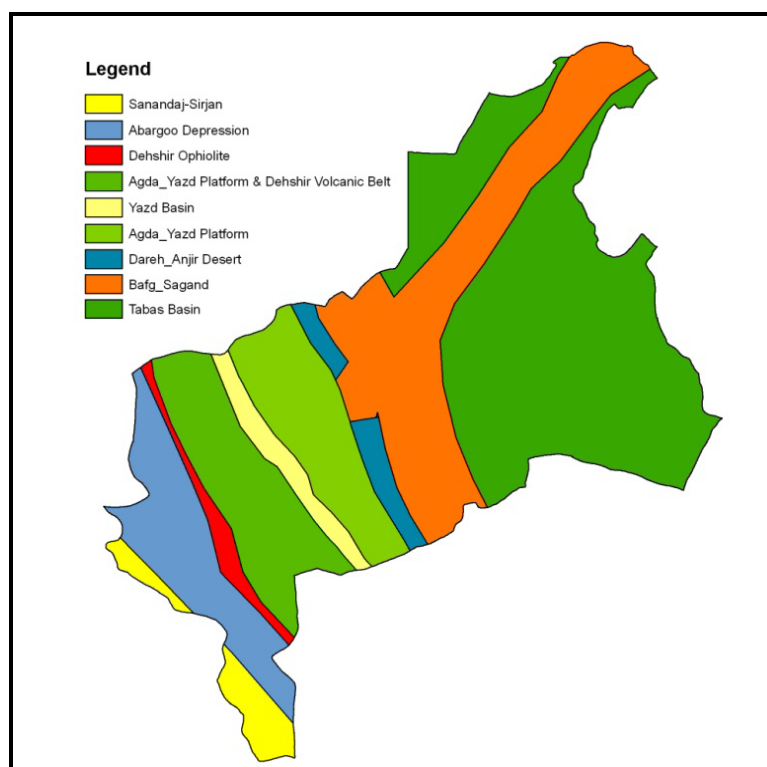 Legend
Sanandaj-Sirjan
Abargoo Depression
Dehshir Ophiolite
Agda_Yazd Platform & Dehshir Volcanic Belt
Yazd Basin
Agda_Yazd Platform
Dareh_Anjir Desert
Bafg_Sagand
Tabas Basin